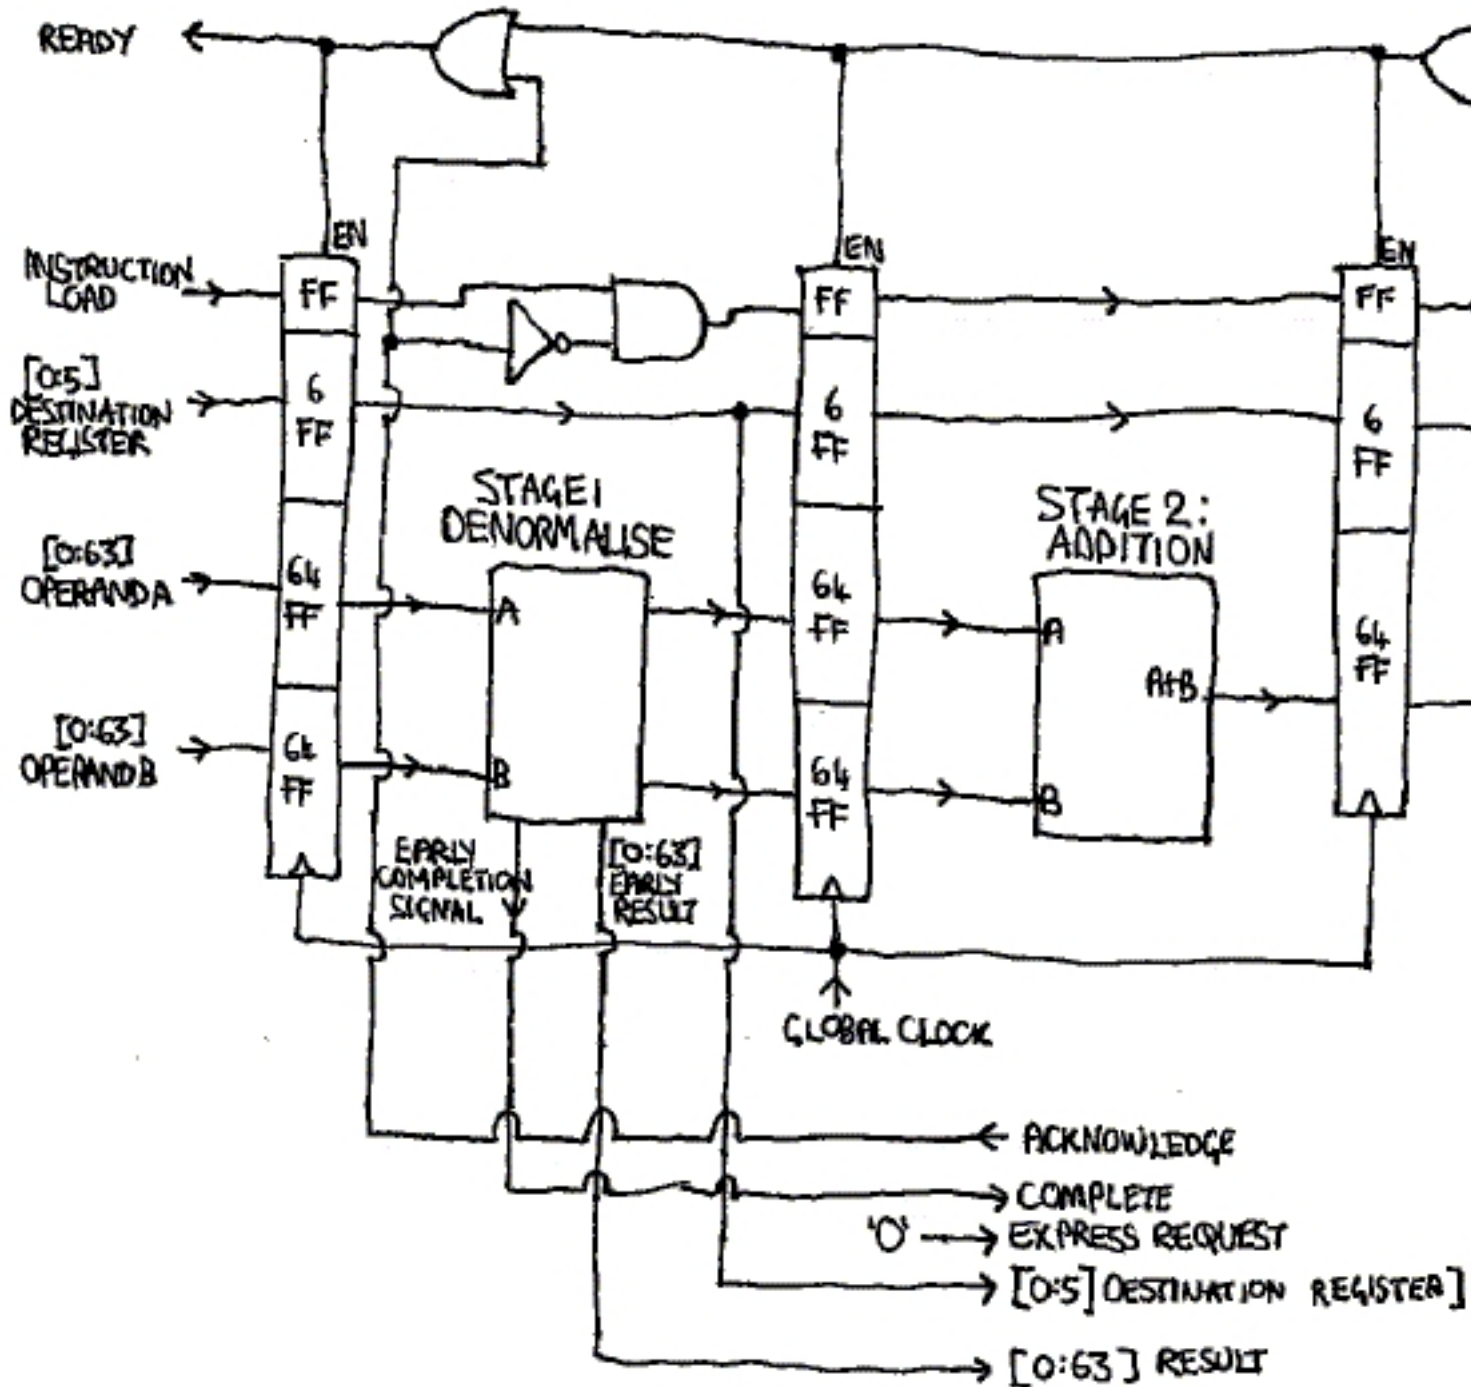 READY
EN
EN
EN
INSTRUCTION
LOAD
FF
FF
FF
[0:5]
DESTINATION
REGISTER
6
FF
6
FF
6
FF
STAGE 1
DENORMALISE
STAGE 2:
ADDITION
[0:63]
OPERAND A
64
FF
A
64
FF
A
A+B
64
FF
[0:63]
OPERAND B
64
FF
B
64
FF
B
EARLY
COMPLETION
SIGNAL
[0:63]
EARLY
RESULT
GLOBAL CLOCK
ACKNOWLEDGE
COMPLETE
'0' EXPRESS REQUEST
[0:5] DESTINATION REGISTER]
[0:63] RESULT